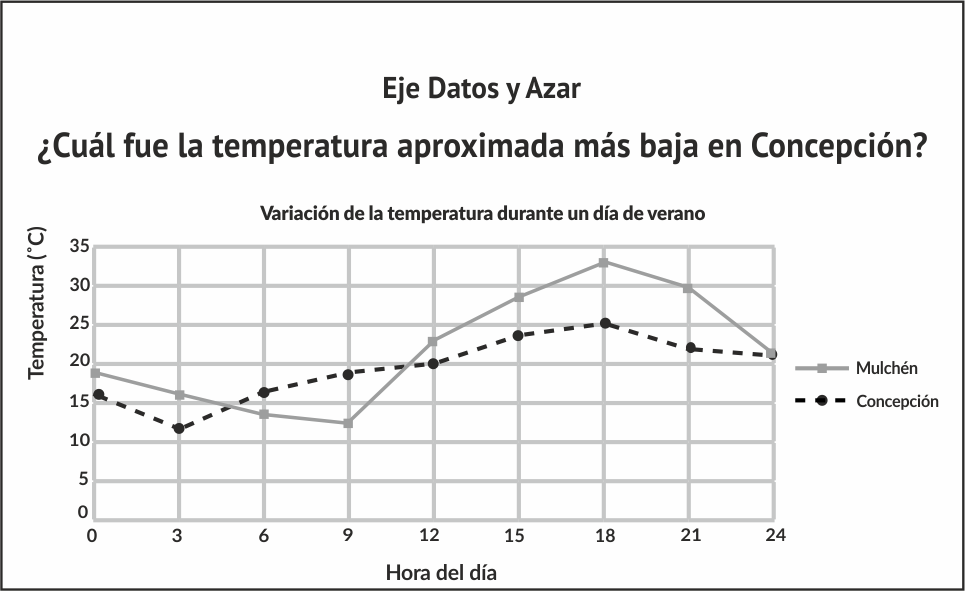 Eje Datos y Azar
¿Cuál fue la temperatura aproximada más baja en Concepción?
Variación de la temperatura durante un día de verano
Temperatura (˚C)
35
30
25
20
15
10
5
0
0 3 6 9 12 15 18 21 24
Hora del día
Mulchén
Concepción